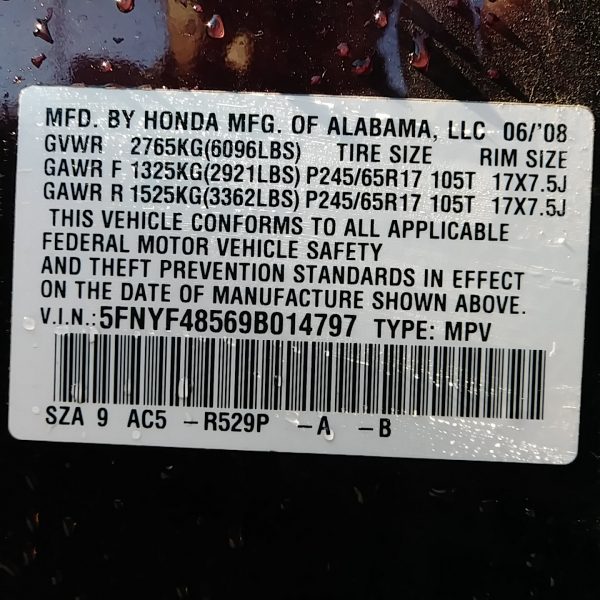 MFD. BY HONDA MFG. OF ALABAMA, LLC 06/'08
GVWR 2765KG(6096LBS) TIRE SIZE RIM SIZE
GAWR F 1325KG(2921LBS) P245/65R17 105T 17X7.5J
GAWR R 1525KG(3362LBS) P245/65R17 105T 17X7.5J
THIS VEHICLE CONFORMS TO ALL APPLICABLE
FEDERAL MOTOR VEHICLE SAFETY
AND THEFT PREVENTION STANDARDS IN EFFECT
ON THE DATE OF MANUFACTURE SHOWN ABOVE.
V.I.N.:5FNYF48569B014797 TYPE: MPV
SZA 9 AC5 -R529P -A -B